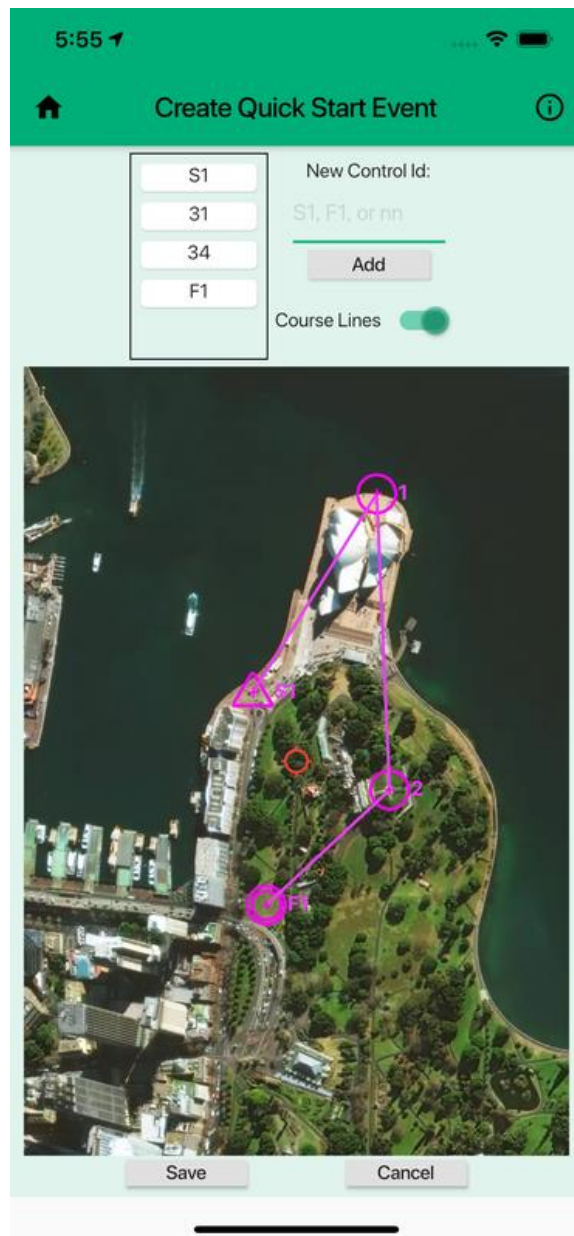 5:55
Create Quick Start Event
S1
31
34
F1
New Control Id:
S1, F1, or nn
Add
Course Lines
1
S1
2
F1
Save
Cancel